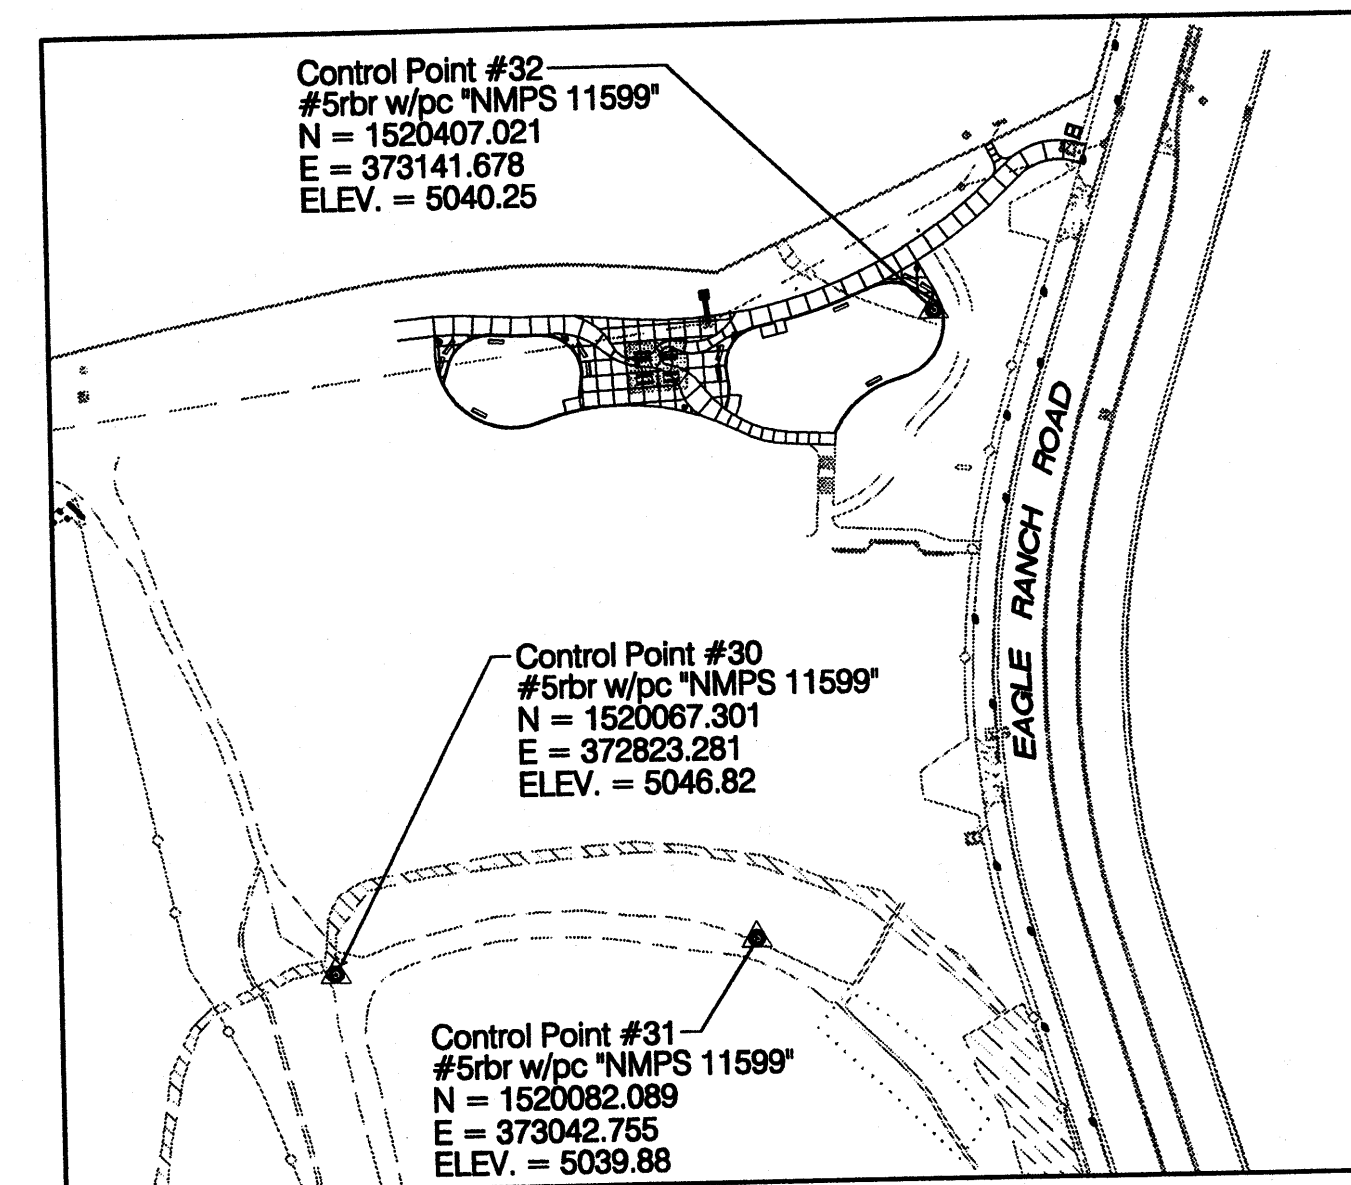 Control Point #32
#5rbr w/pc "NMPS 11599"
N = 1520407.021
E = 373141.678
ELEV. = 5040.25
EAGLE RANCH ROAD
Control Point #30
#5rbr w/pc "NMPS 11599"
N = 1520067.301
E = 372823.281
ELEV. = 5046.82
Control Point #31
#5rbr w/pc "NMPS 11599"
N = 1520082.089
E = 373042.755
ELEV. = 5039.88